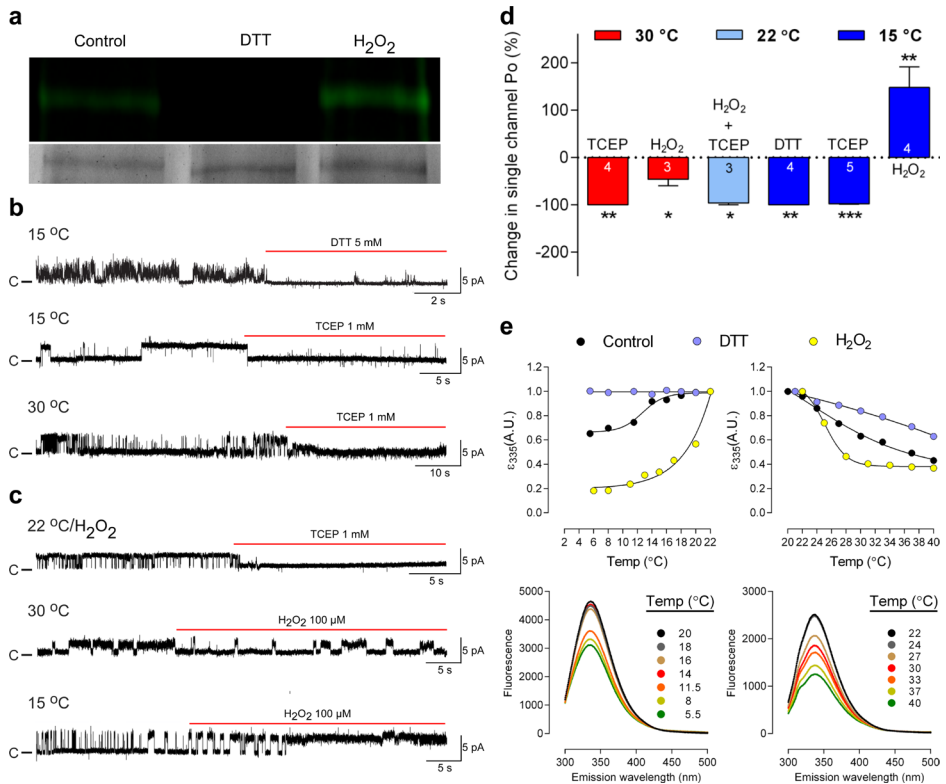 a
Control DTT H2O2
b
15 °C
DTT 5 mM
C
5 pA
2 s
15 °C
TCEP 1 mM
C
5 pA
5 s
30 °C
TCEP 1 mM
C
5 pA
10 s
c
22 °C/H2O2
TCEP 1 mM
C
5 pA
5 s
30 °C
H2O2 100 µM
C
5 pA
5 s
15 °C
H2O2 100 µM
C
5 pA
5 s
d
30 °C 22 °C 15 °C
Change in single channel Po (%)
200
100
0
-100
-200
TCEP H2O2 H2O2 + TCEP DTT TCEP H2O2
4 3 3 4 5 4
** * * ** *** **
e
Control DTT H2O2
ε335(A.U.)
1.0
0.8
0.6
0.4
0.2
0.0
2 4 6 8 10 12 14 16 18 20 22
Temp (°C)
ε335(A.U.)
1.0
0.8
0.6
0.4
0.2
0.0
20 22 24 26 28 30 32 34 36 38 40
Temp (°C)
Fluorescence
5000
4000
3000
2000
1000
0
Temp (°C)
20
18
16
14
11.5
8
5.5
300 350 400 450 500
Emission wavelength (nm)
Fluorescence
3000
2000
1000
0
Temp (°C)
22
24
27
30
33
37
40
300 350 400 450 500
Emission wavelength (nm)